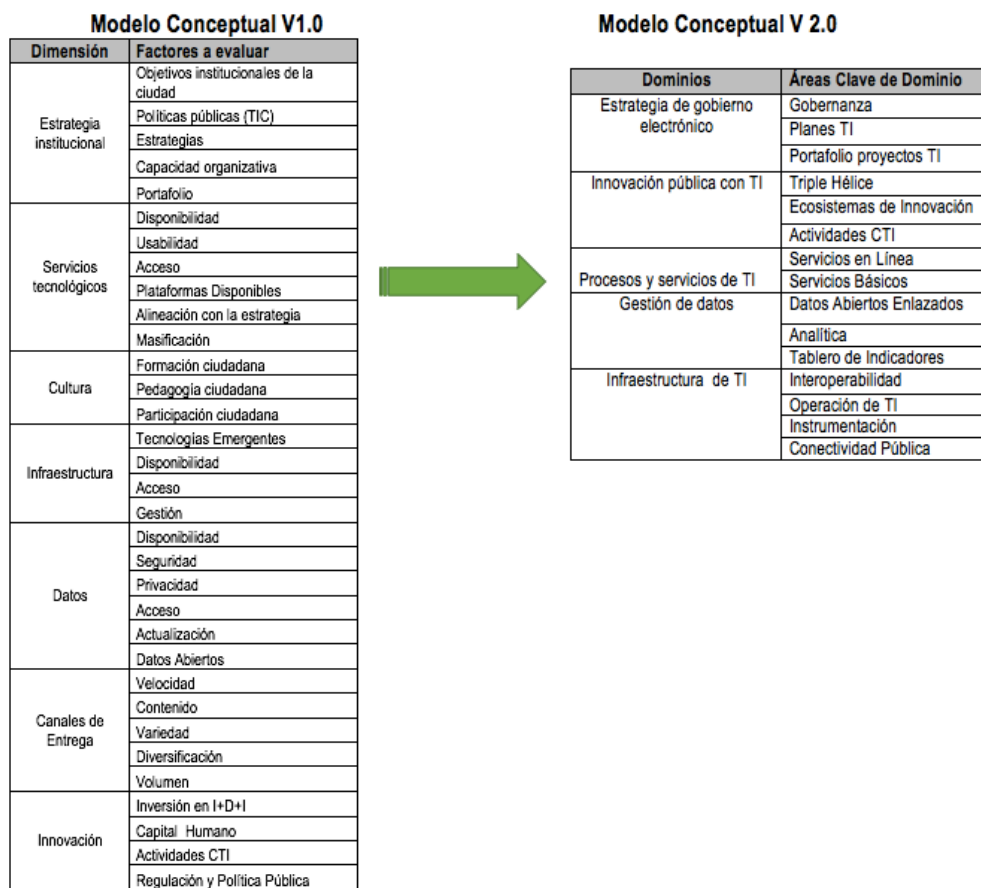 Modelo Conceptual V1.0
Dimensión Factores a evaluar
Estrategia institucional
Objetivos institucionales de la
ciudad
Políticas públicas (TIC)
Estrategias
Capacidad organizativa
Portafolio
Servicios tecnológicos
Disponibilidad
Usabilidad
Acceso
Plataformas Disponibles
Alineación con la estrategia
Masificación
Cultura
Formación ciudadana
Pedagogía ciudadana
Participación ciudadana
Infraestructura
Tecnologías Emergentes
Disponibilidad
Acceso
Gestión
Datos
Disponibilidad
Seguridad
Privacidad
Acceso
Actualización
Datos Abiertos
Canales de
Entrega
Velocidad
Contenido
Variedad
Diversificación
Volumen
Innovación
Inversión en I+D+I
Capital Humano
Actividades CTI
Regulación y Política Pública
Modelo Conceptual V 2.0
Dominios Áreas Clave de Dominio
Estrategia de gobierno
electrónico
Gobernanza
Planes TI
Portafolio proyectos TI
Innovación pública con TI
Triple Hélice
Ecosistemas de Innovación
Actividades CTI
Procesos y servicios de TI
Servicios en Línea
Servicios Básicos
Gestión de datos
Datos Abiertos Enlazados
Analítica
Tablero de Indicadores
Infraestructura de TI
Interoperabilidad
Operación de TI
Instrumentación
Conectividad Pública